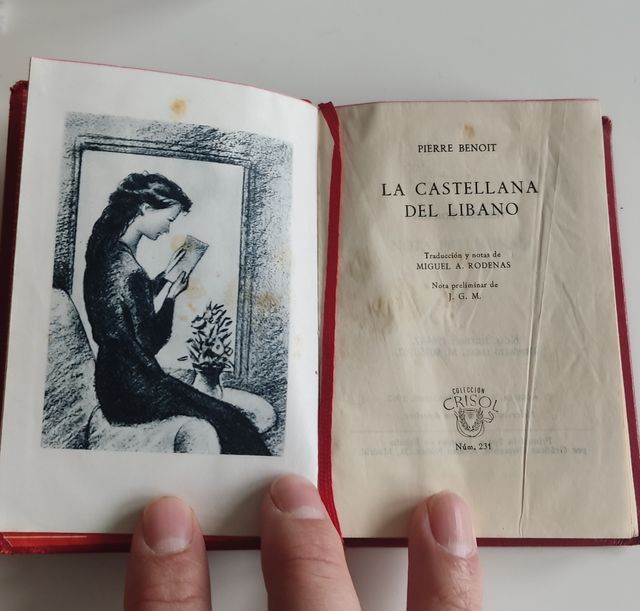 PIERRE BENOIT
LA CASTELLANA
DEL LIBANO
Traducción y notas de
MIGUEL A. RODENAS
Nota preliminar de
J. G. M.
COLECCION
CRISOL
Núm. 231